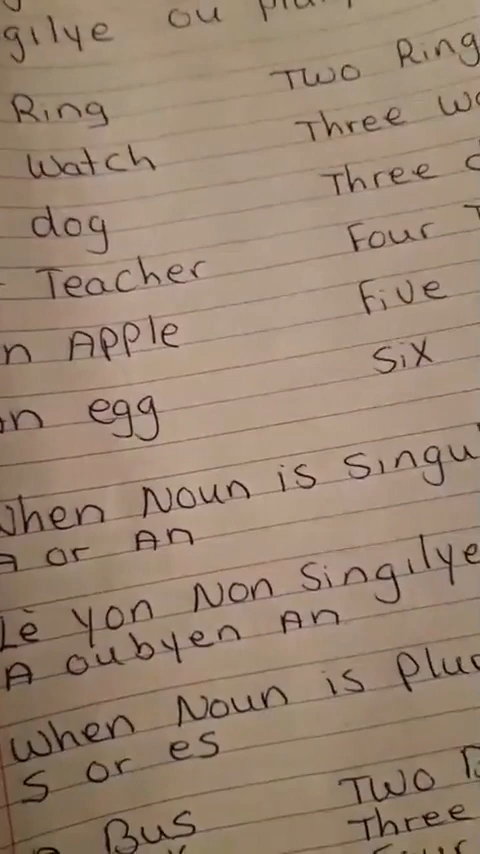 gilye ou
Ring Two Ring
Watch Three
dog Three
Teacher Four
APPLE Five
egg Six
When Noun is Singu
A or An
Lè yon Non Singilye
A oubyen An
When Noun is Plur
S or es
Bus Two
Three